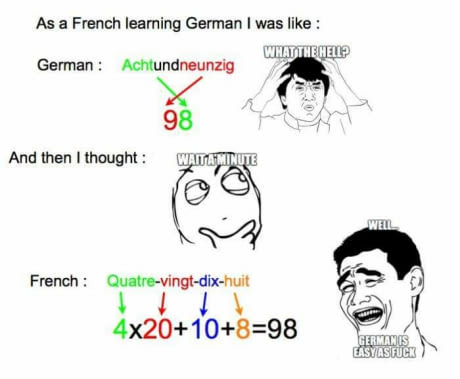 As a French learning German I was like :
WHAT THE HELL?
German : Achtundneunzig
98
And then I thought :
WAIT A MINUTE
WELL...
French : Quatre-vingt-dix-huit
4x20+10+8=98
GERMAN IS
EASY AS FUCK